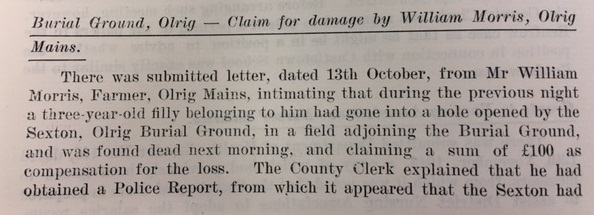 Burial Ground, Olrig — Claim for damage by William Morris, Olrig
Mains.
There was submitted letter, dated 13th October, from Mr William
Morris, Farmer, Olrig Mains, intimating that during the previous night
a three-year-old filly belonging to him had gone into a hole opened by the
Sexton, Olrig Burial Ground, in a field adjoining the Burial Ground,
and was found dead next morning, and claiming a sum of £100 as
compensation for the loss. The County Clerk explained that he had
obtained a Police Report, from which it appeared that the Sexton had